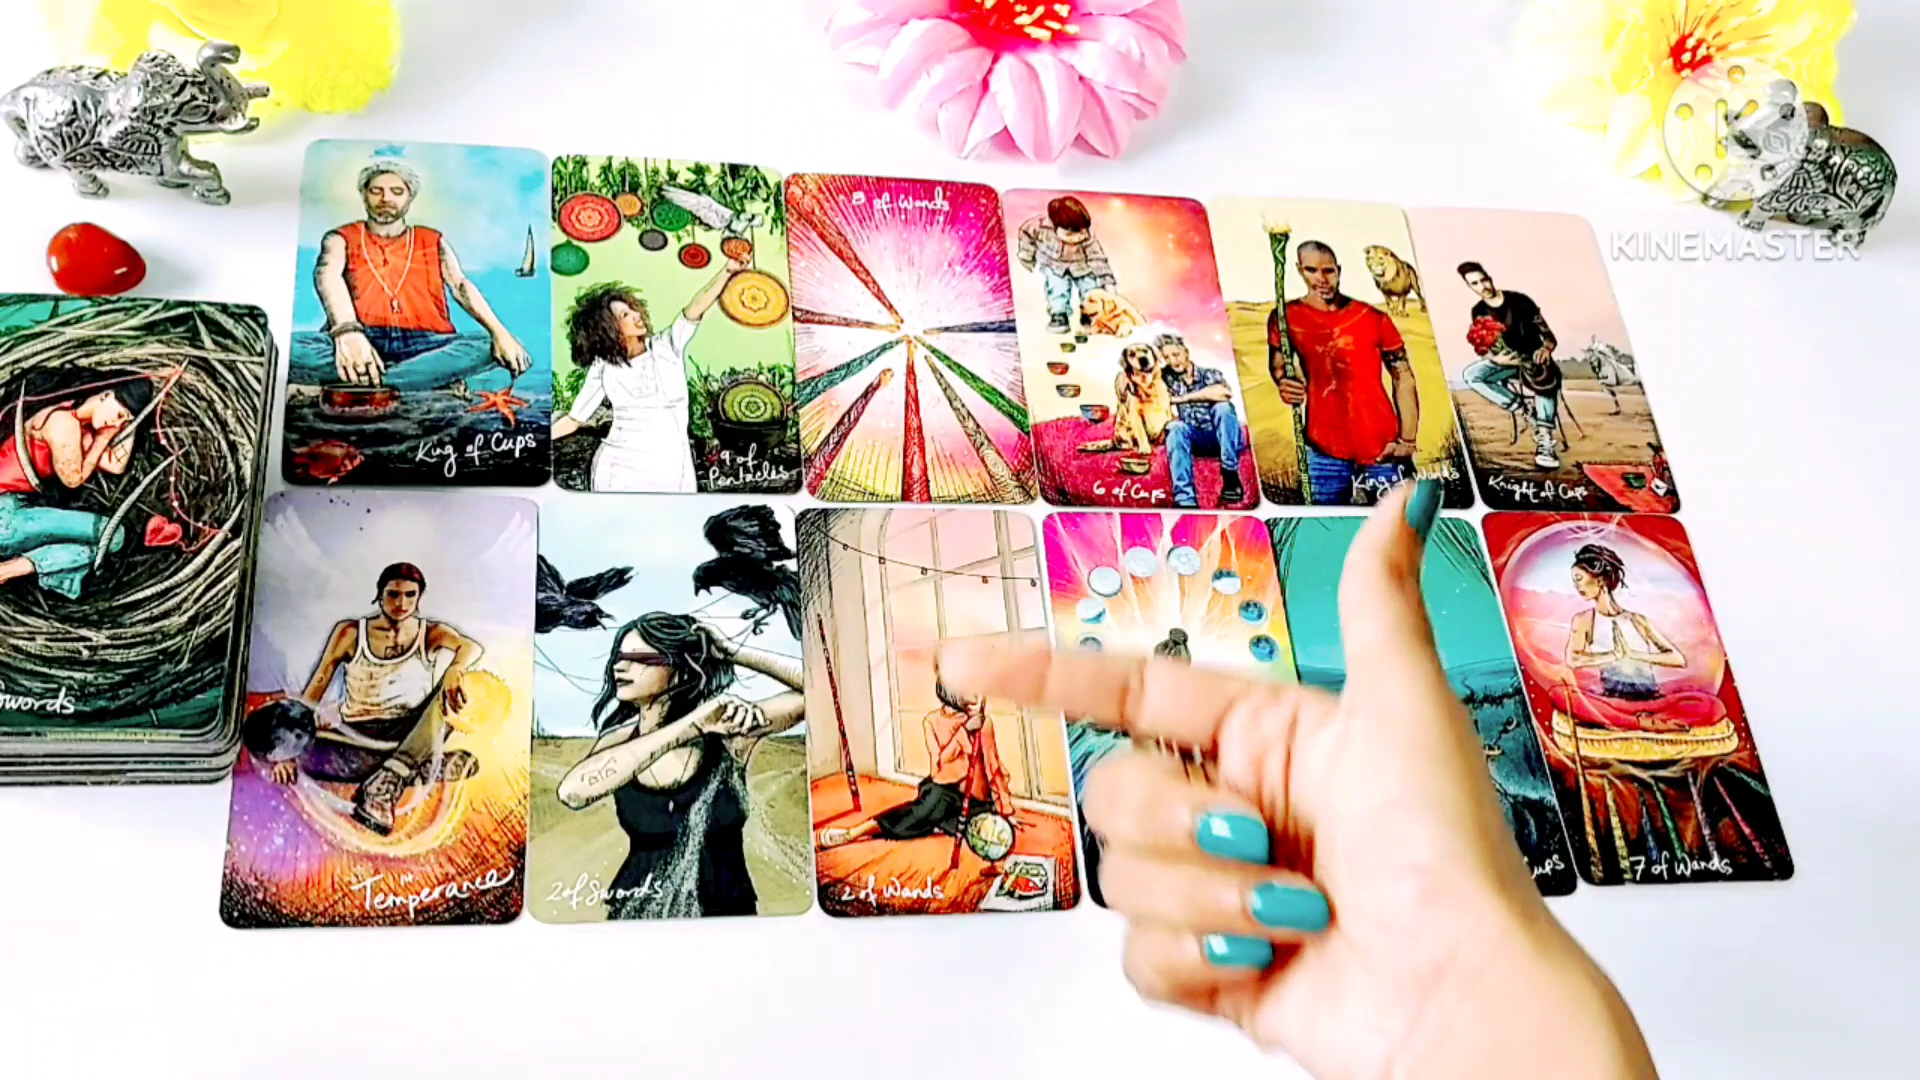 KINEMASTER
8 of Wands
King of Cups
9 of
Pentacles
6 of Cups
King of Wands
Knight of Cups
Swords
Temperance
2 of Swords
2 of Wands
Cups
7 of Wands